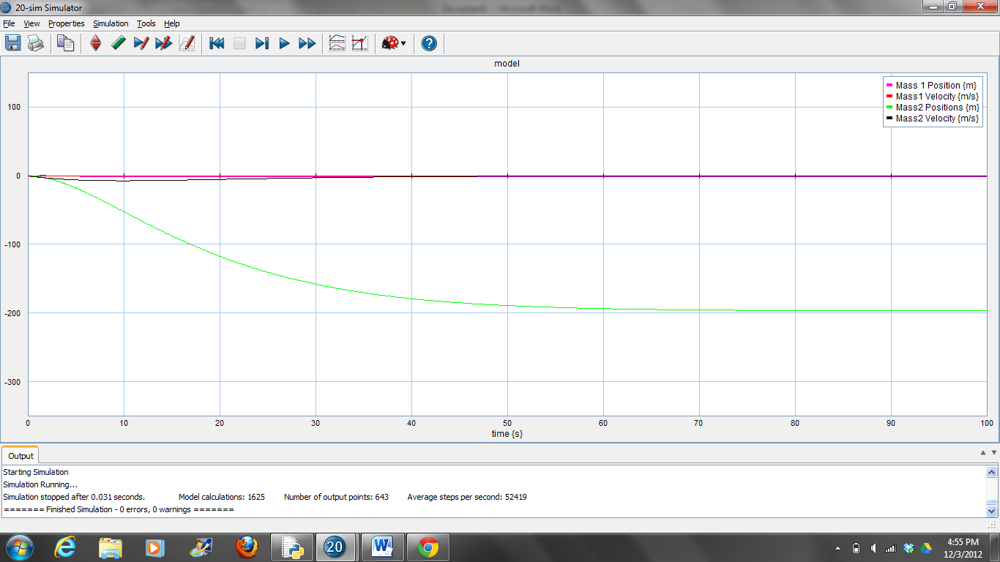 20-sim Simulator
Document1 - Microsoft Word
File View Properties Simulation Tools Help
model
Mass 1 Position {m}
Mass1 Velocity {m/s}
Mass2 Positions {m}
Mass2 Velocity {m/s}
100
0
-100
-200
-300
0 10 20 30 40 50 60 70 80 90 100
time {s}
Output
Starting Simulation
Simulation Running...
Simulation stopped after 0.031 seconds. Model calculations: 1625 Number of output points: 643 Average steps per second: 52419
======= Finished Simulation - 0 errors, 0 warnings =======
20
4:55 PM
12/3/2012